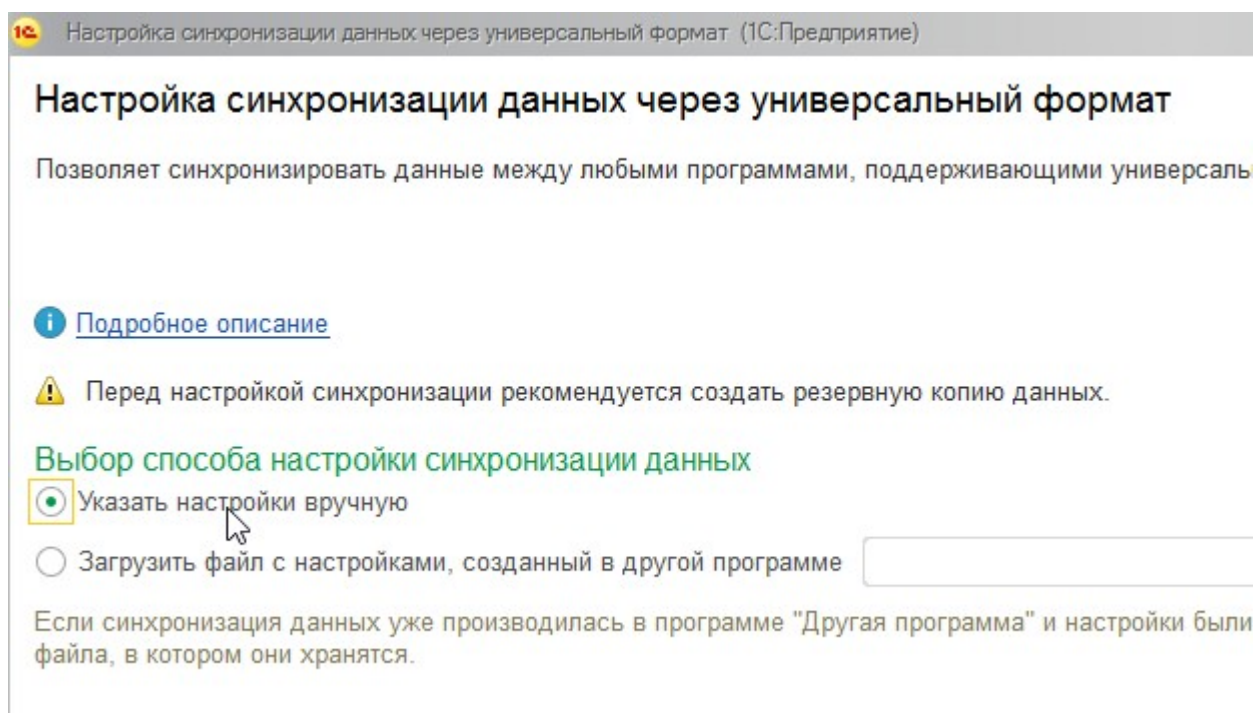 1С Настройка синхронизации данных через универсальный формат (1С:Предприятие)
Настройка синхронизации данных через универсальный формат
Позволяет синхронизировать данные между любыми программами, поддерживающими
i Подробное описание
Перед настройкой синхронизации рекомендуется создать резервную копию данных.
Выбор способа настройки синхронизации данных
Указать настройки вручную
Загрузить файл с настройками, созданный в другой программе
Если синхронизация данных уже производилась в программе "Другая программа" и настройки были
файла, в котором они хранятся.